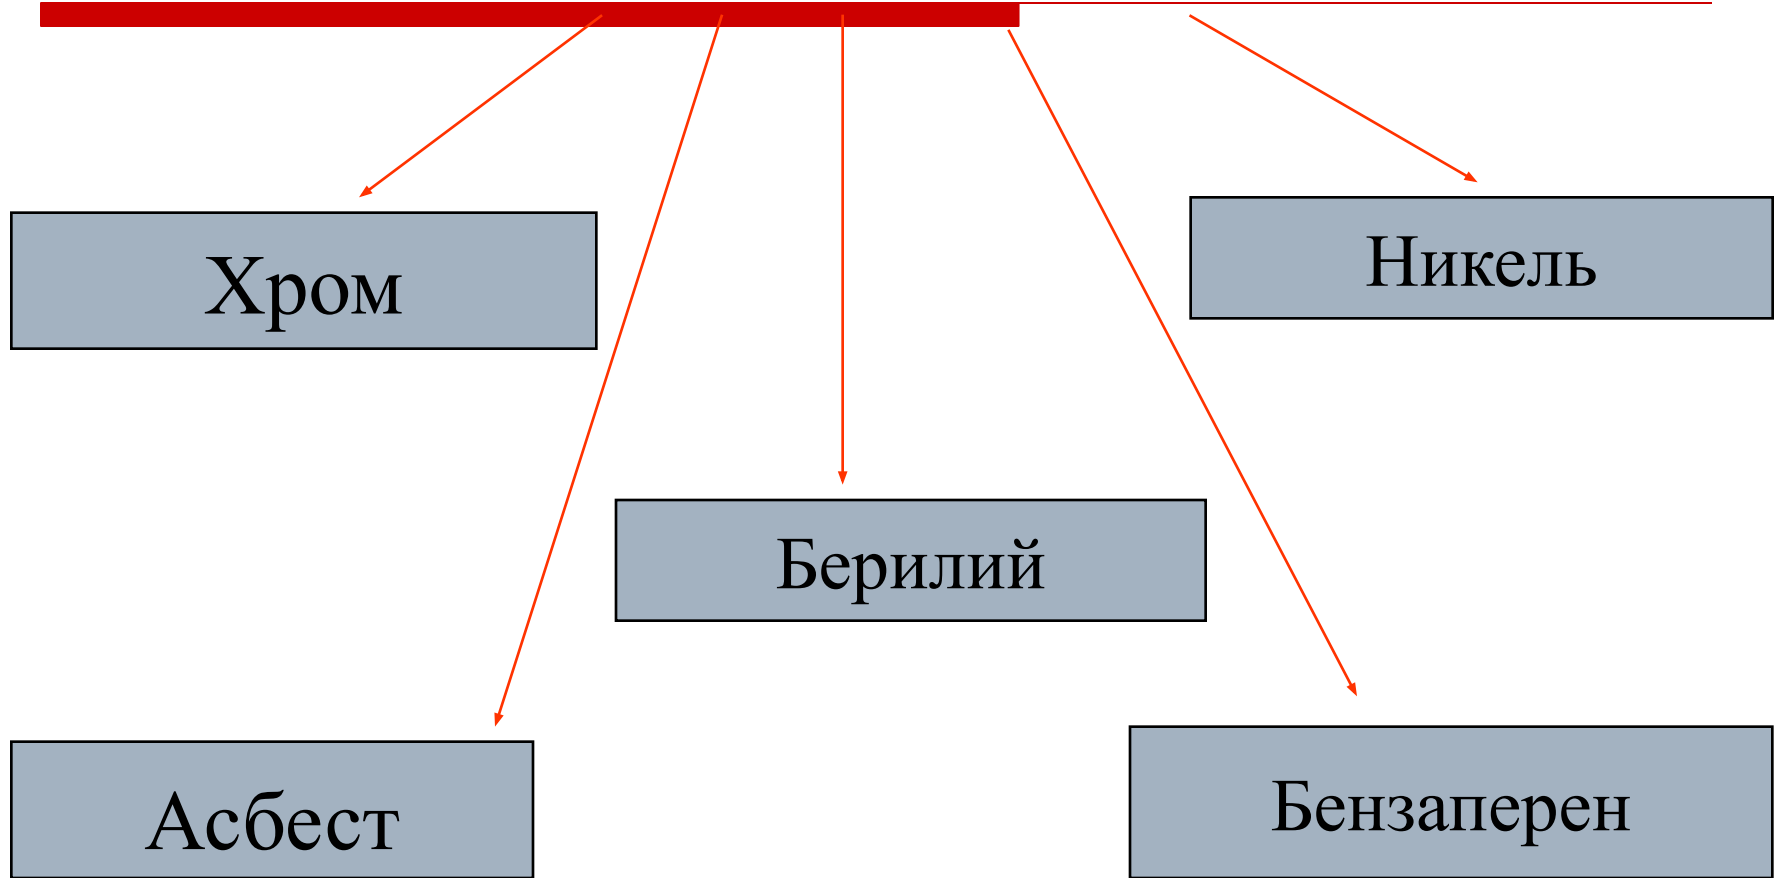 Хром
Никель
Берилий
Асбест
Бензаперен